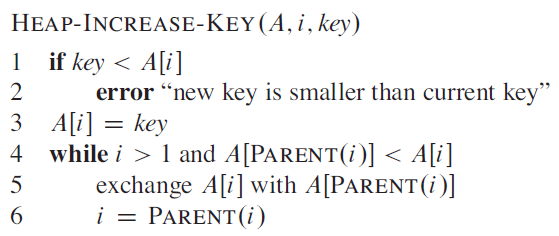 HEAP-INCREASE-KEY(A, i, key)
1 if key < A[i]
2 error “new key is smaller than current key”
3 A[i] = key
4 while i > 1 and A[PARENT(i)] < A[i]
5 exchange A[i] with A[PARENT(i)]
6 i = PARENT(i)